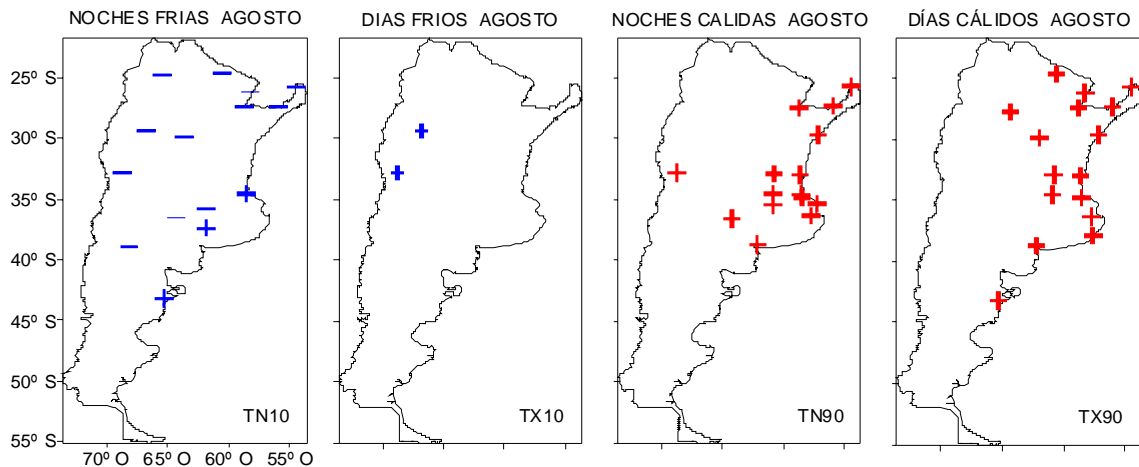 NOCHES FRIAS AGOSTO
DIAS FRIOS AGOSTO
NOCHES CALIDAS AGOSTO
DÍAS CÁLIDOS AGOSTO
25º S
30º S
35º S
40º S
45º S
50º S
55º S
TN10
TX10
TN90
TX90
70º O 65º O 60º O 55º O